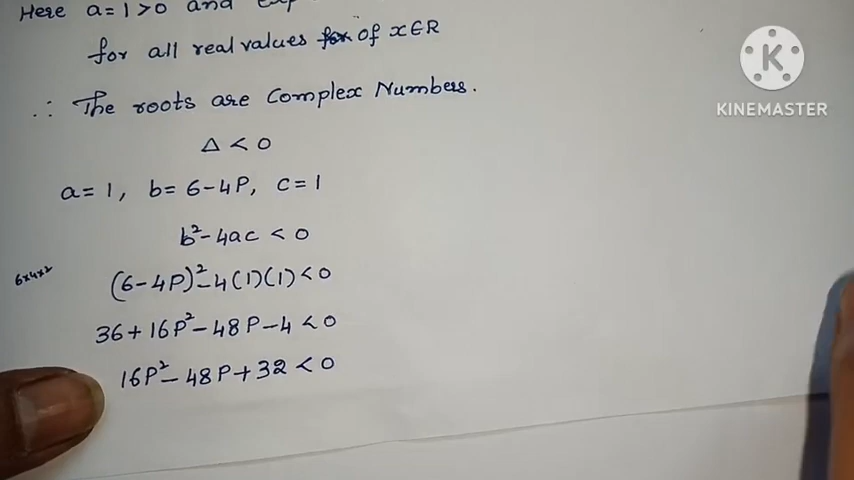 Here a = 1 > 0 and
for all real values of x∈R
∴ The roots are Complex Numbers.
Δ < 0
a = 1, b = 6-4P, c = 1
b² - 4ac < 0
6x4x2
(6-4P)² - 4(1)(1) < 0
36 + 16P² - 48P - 4 < 0
16P² - 48P + 32 < 0
K
KINEMASTER